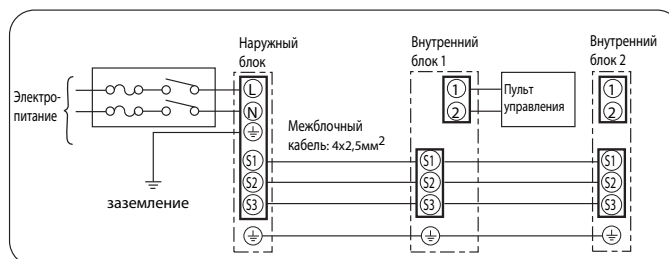 Наружный
блок
Внутренний
блок 1
Внутренний
блок 2
Электро-
питание
L
N
1
2
Пульт
управления
1
2
Межблочный
кабель: 4x2,5мм²
заземление
S1
S2
S3
S1
S2
S3
S1
S2
S3